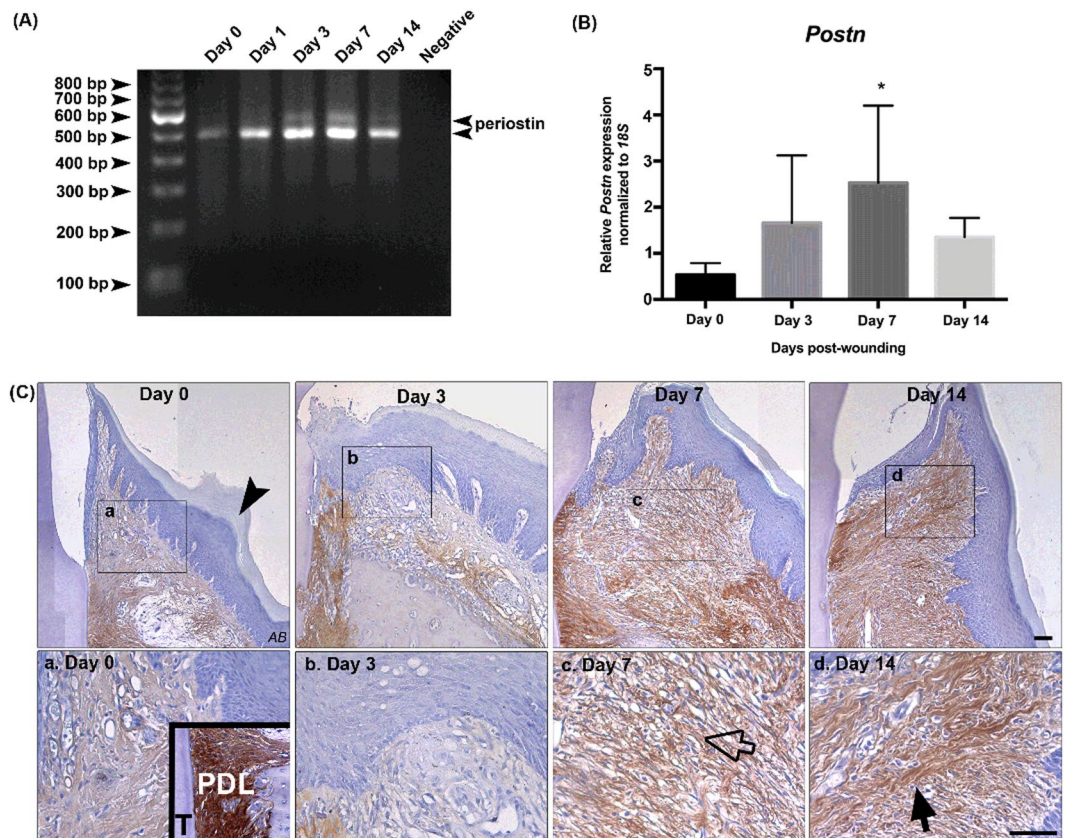 (A)
Day 0 Day 1 Day 3 Day 7 Day 14 Negative
800 bp
700 bp
600 bp
500 bp
400 bp
300 bp
200 bp
100 bp
periostin
(B)
Postn
Relative Postn expression
normalized to 18S
5
4
3
2
1
0
*
Day 0 Day 3 Day 7 Day 14
Days post-wounding
(C)
Day 0 Day 3 Day 7 Day 14
a b c d
AB
a. Day 0 b. Day 3 c. Day 7 d. Day 14
PDL
T